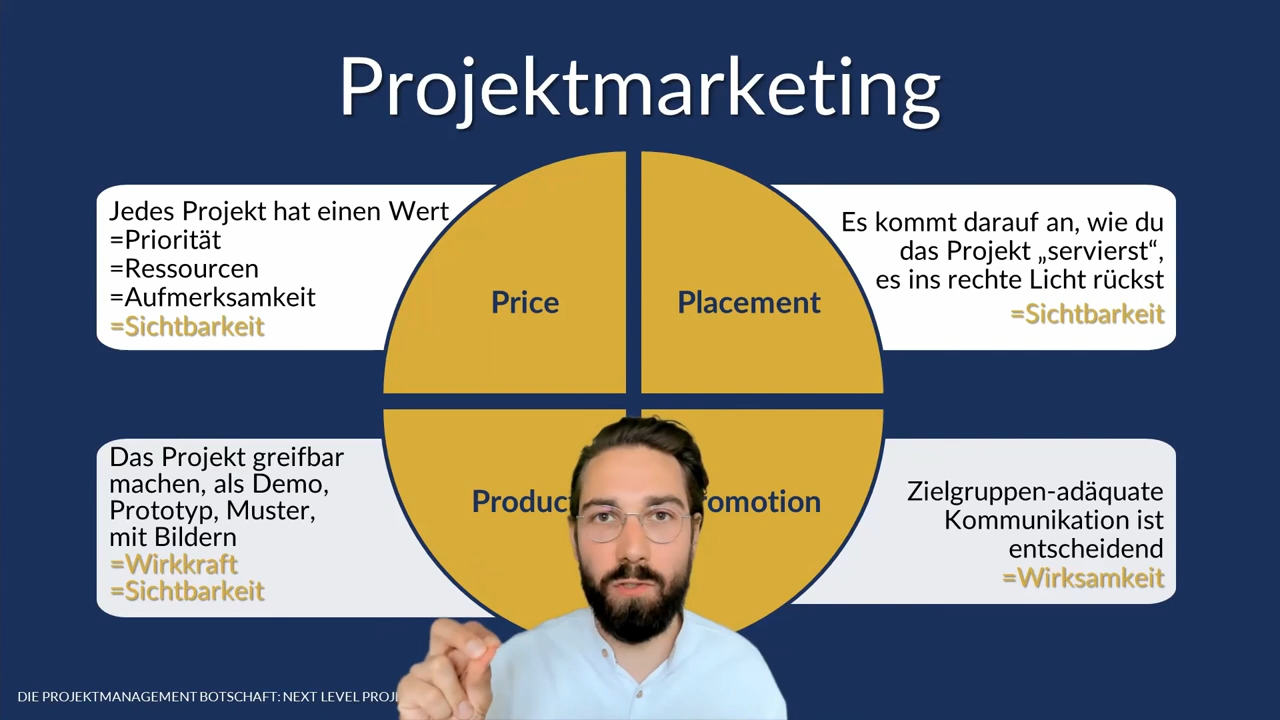 Projektmarketing
Jedes Projekt hat einen Wert
=Priorität
=Ressourcen
=Aufmerksamkeit
=Sichtbarkeit
Price
Placement
Es kommt darauf an, wie du
das Projekt „servierst“,
es ins rechte Licht rückst
=Sichtbarkeit
Das Projekt greifbar
machen, als Demo,
Prototyp, Muster,
mit Bildern
=Wirkkraft
=Sichtbarkeit
Produc
omotion
Zielgruppen-adäquate
Kommunikation ist
entscheidend
=Wirksamkeit
DIE PROJEKTMANAGEMENT BOTSCHAFT: NEXT LEVEL